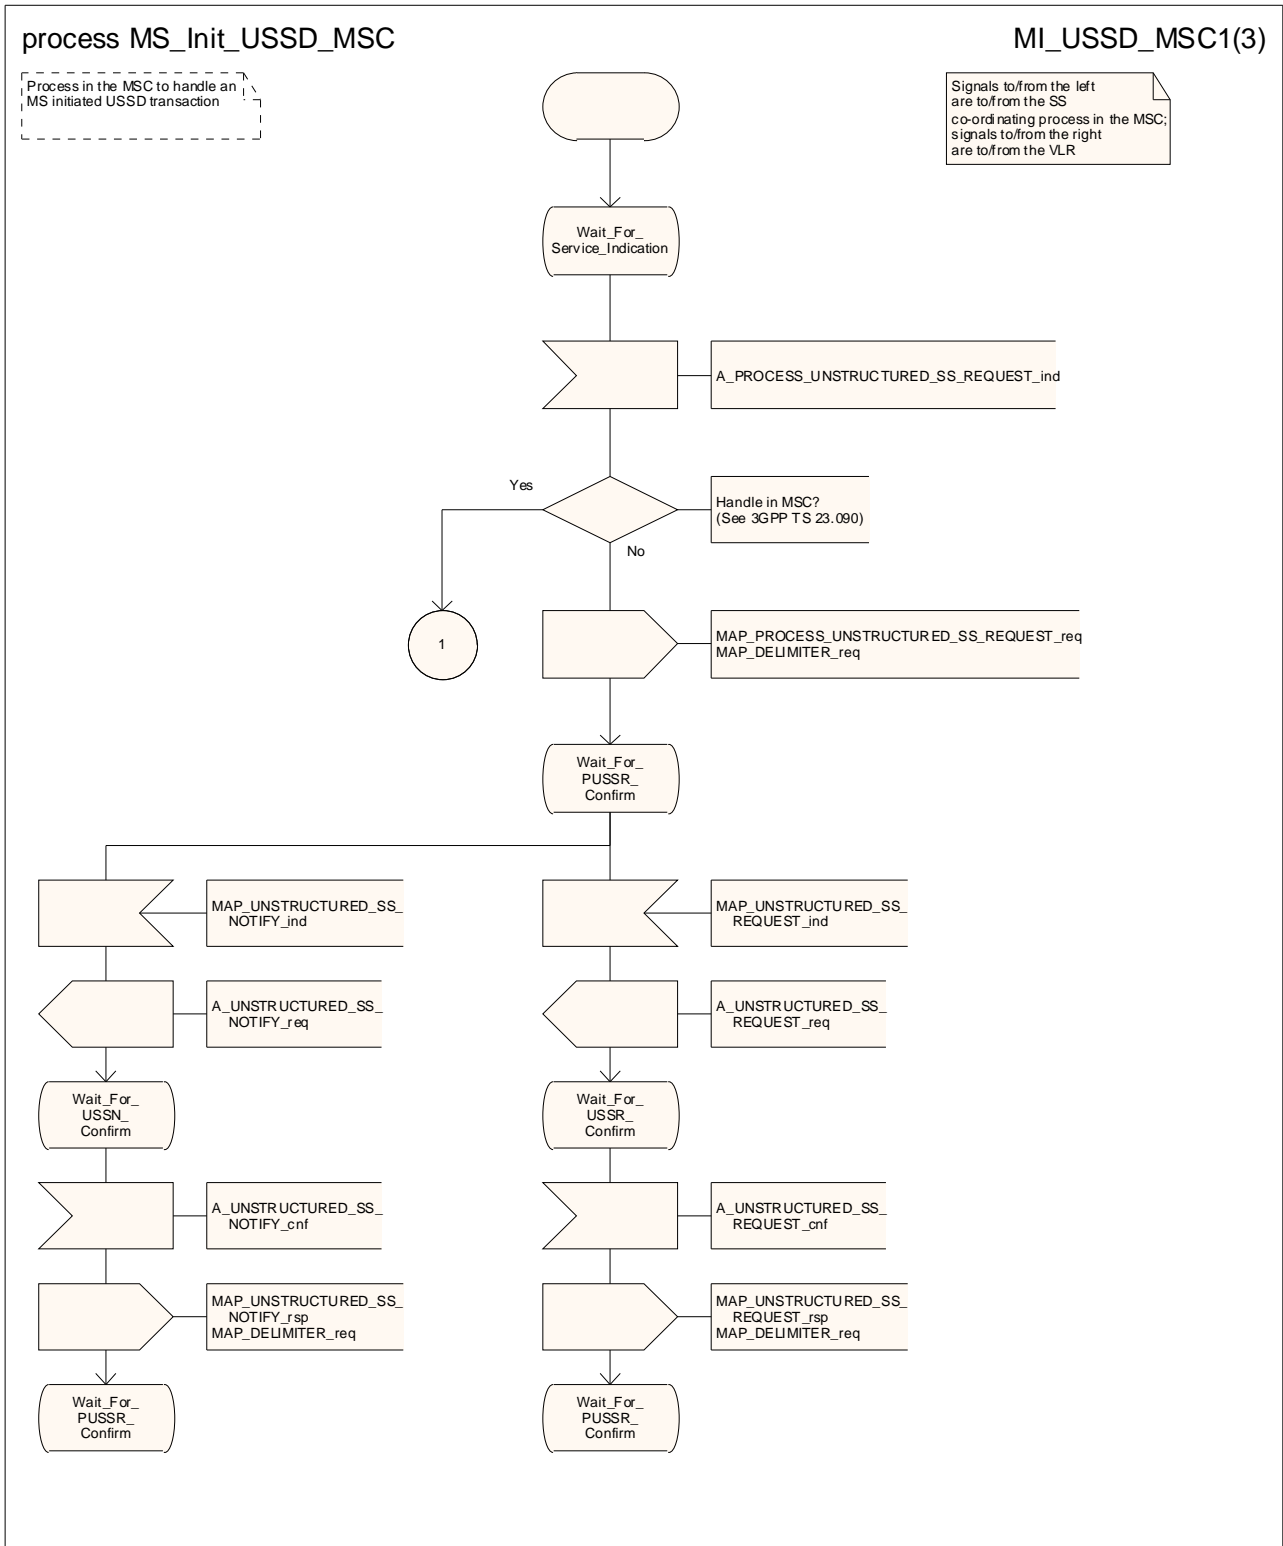 process MS_Init_USSD_MSC
MI_USSD_MSC1(3)
Process in the MSC to handle an
MS initiated USSD transaction
Signals to/from the left
are to/from the SS
co-ordinating process in the MSC;
signals to/from the right
are to/from the VLR
Wait_For_
Service_Indication
A_PROCESS_UNSTRUCTURED_SS_REQUEST_ind
Yes
Handle in MSC?
(See 3GPP TS 23.090)
No
1
MAP_PROCESS_UNSTRUCTURED_SS_REQUEST_req
MAP_DELIMITER_req
Wait_For_
PUSSR_
Confirm
MAP_UNSTRUCTURED_SS_
NOTIFY_ind
MAP_UNSTRUCTURED_SS_
REQUEST_ind
A_UNSTRUCTURED_SS_
NOTIFY_req
A_UNSTRUCTURED_SS_
REQUEST_req
Wait_For_
USSN_
Confirm
Wait_For_
USSR_
Confirm
A_UNSTRUCTURED_SS_
NOTIFY_cnf
A_UNSTRUCTURED_SS_
REQUEST_cnf
MAP_UNSTRUCTURED_SS_
NOTIFY_rsp
MAP_DELIMITER_req
MAP_UNSTRUCTURED_SS_
REQUEST_rsp
MAP_DELIMITER_req
Wait_For_
PUSSR_
Confirm
Wait_For_
PUSSR_
Confirm